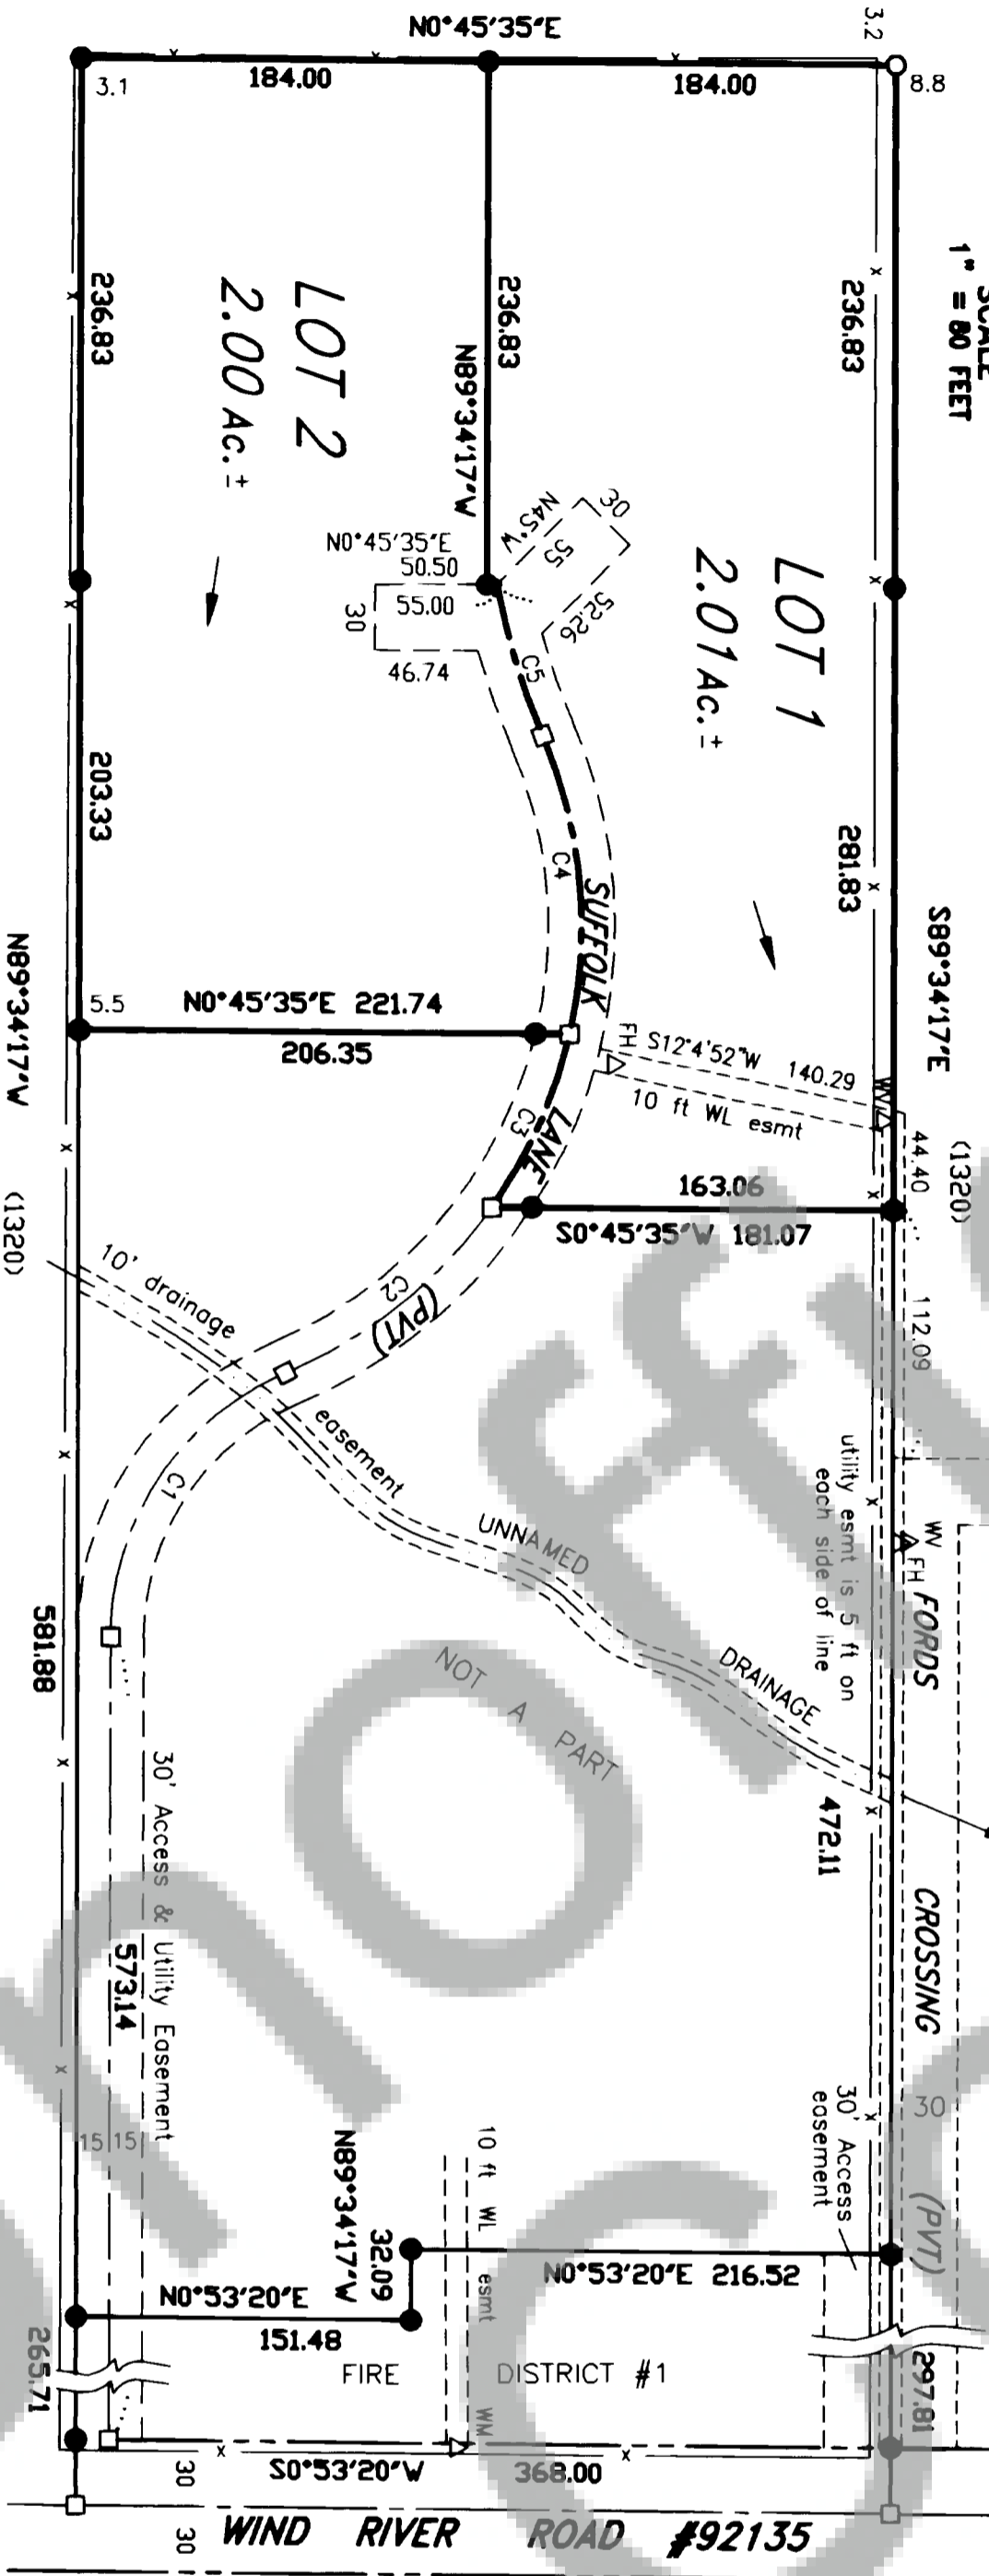 N0°45'35"E
3.2
184.00
184.00
3.1
8.8
SCALE
1" = 80 FEET
236.83
236.83
236.83
N89°34'17"W
LOT 2
2.00 Ac.±
LOT 1
2.01 Ac.±
N0°45'35"E
50.50
55.00
30
46.74
N45°W
55
30
52.26
C5
203.33
281.83
C4
S89°34'17"E
(1320)
SUFFOLK
LANE
(PVT)
5.5
N0°45'35"E 221.74
206.35
FH
S12°4'52"W 140.29
10 ft WL esmt
WV
44.40
C3
163.06
S0°45'35"W 181.07
N89°34'17"W
(1320)
112.09
C2
10' drainage
easement
C1
UNNAMED
DRAINAGE
utility esmt is 5 ft on
each side of line
WV
FH
FORDS
CROSSING
30
(PVT)
NOT A PART
581.88
472.11
30' Access & Utility Easement
573.14
15 15
30' Access
easement
10 ft WL esmt
N89°34'17"W
32.09
N0°53'20"E 216.52
N0°53'20"E
151.48
FIRE DISTRICT #1
WM
265.71
297.81
S0°53'20"W 368.00
30
30
WIND RIVER ROAD #92135